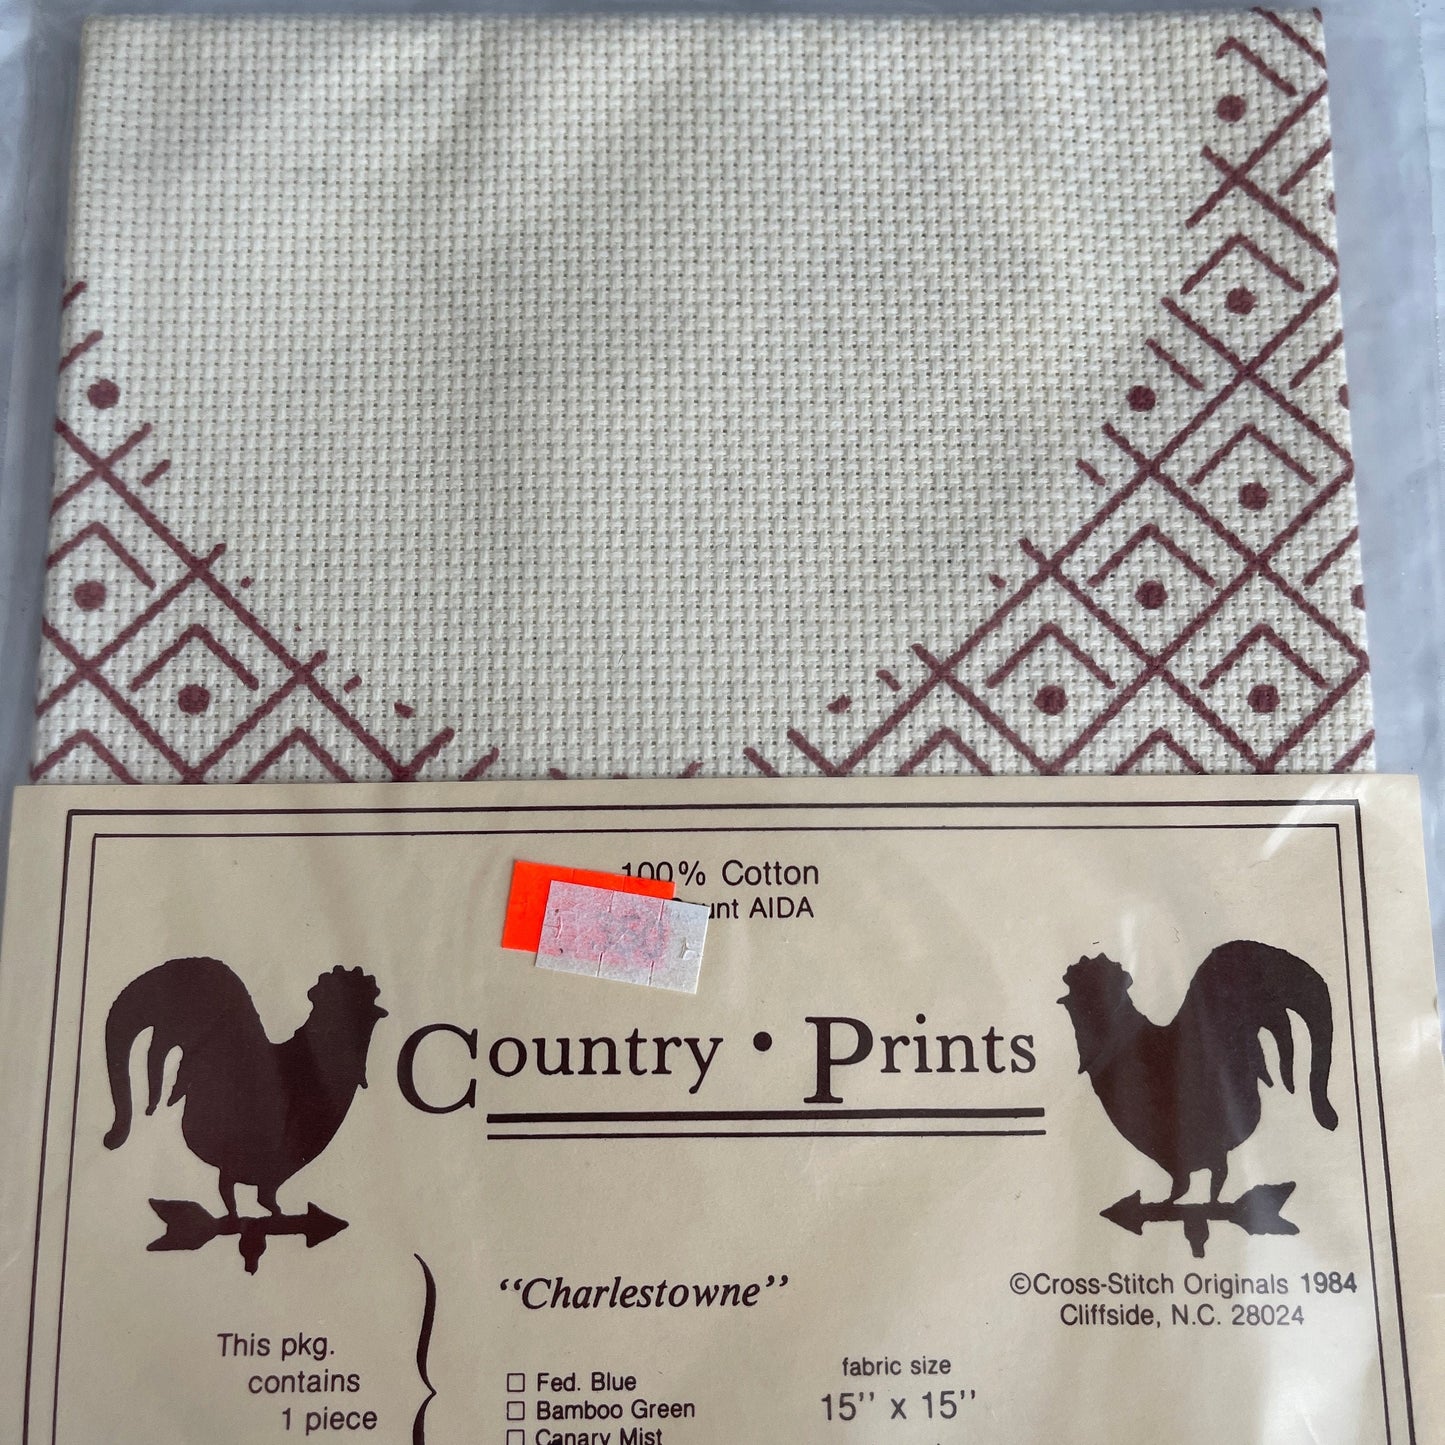 100% Cotton
AIDA
Country • Prints
“Charlestowne”
©Cross-Stitch Originals 1984
Cliffside, N.C. 28024
This pkg.
contains
1 piece
☐ Fed. Blue
☐ Bamboo Green
☐ Canary Mist
fabric size
15'' x 15''